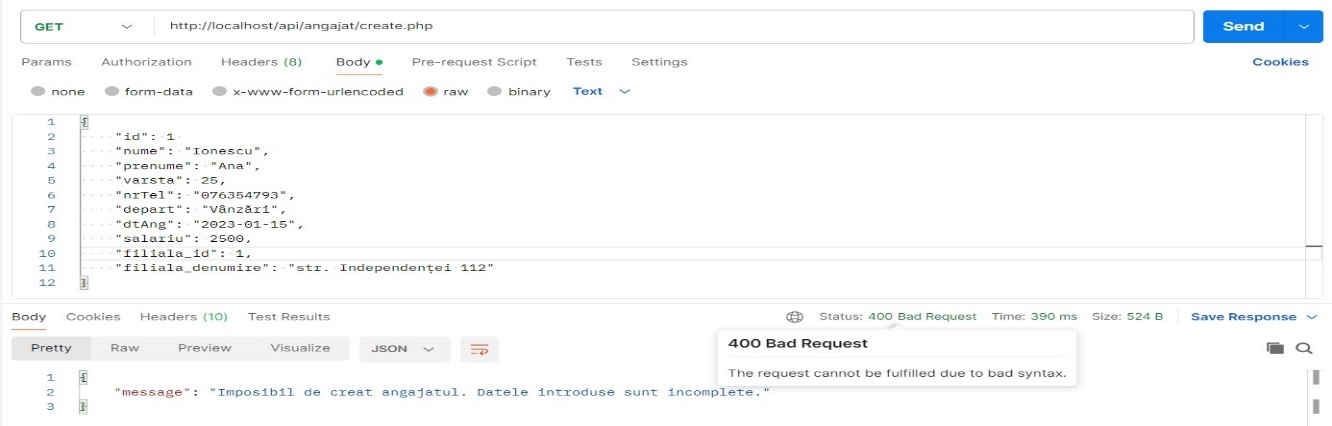 GET http://localhost/api/angajat/create.php Send
Params Authorization Headers (8) Body Pre-request Script Tests Settings Cookies
none form-data x-www-form-urlencoded raw binary Text
1 {
2 "id": 1
3 "nume": "Ionescu",
4 "prenume": "Ana",
5 "varsta": 25,
6 "nrTel": "076354793",
7 "depart": "Vânzări",
8 "dtAng": "2023-01-15",
9 "salariu": 2500,
10 "filiala_id": 1,
11 "filiala_denumire": "str. Independenței 112"
12 }
Body Cookies Headers (10) Test Results Status: 400 Bad Request Time: 390 ms Size: 524 B Save Response
Pretty Raw Preview Visualize JSON
400 Bad Request
The request cannot be fulfilled due to bad syntax.
1 {
2 "message": "Imposibil de creat angajatul. Datele introduse sunt incomplete."
3 }